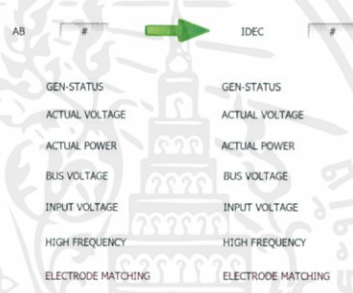 AB # IDEC #
GEN-STATUS GEN-STATUS
ACTUAL VOLTAGE ACTUAL VOLTAGE
ACTUAL POWER ACTUAL POWER
BUS VOLTAGE BUS VOLTAGE
INPUT VOLTAGE INPUT VOLTAGE
HIGH FREQUENCY HIGH FREQUENCY
ELECTRODE MATCHING ELECTRODE MATCHING